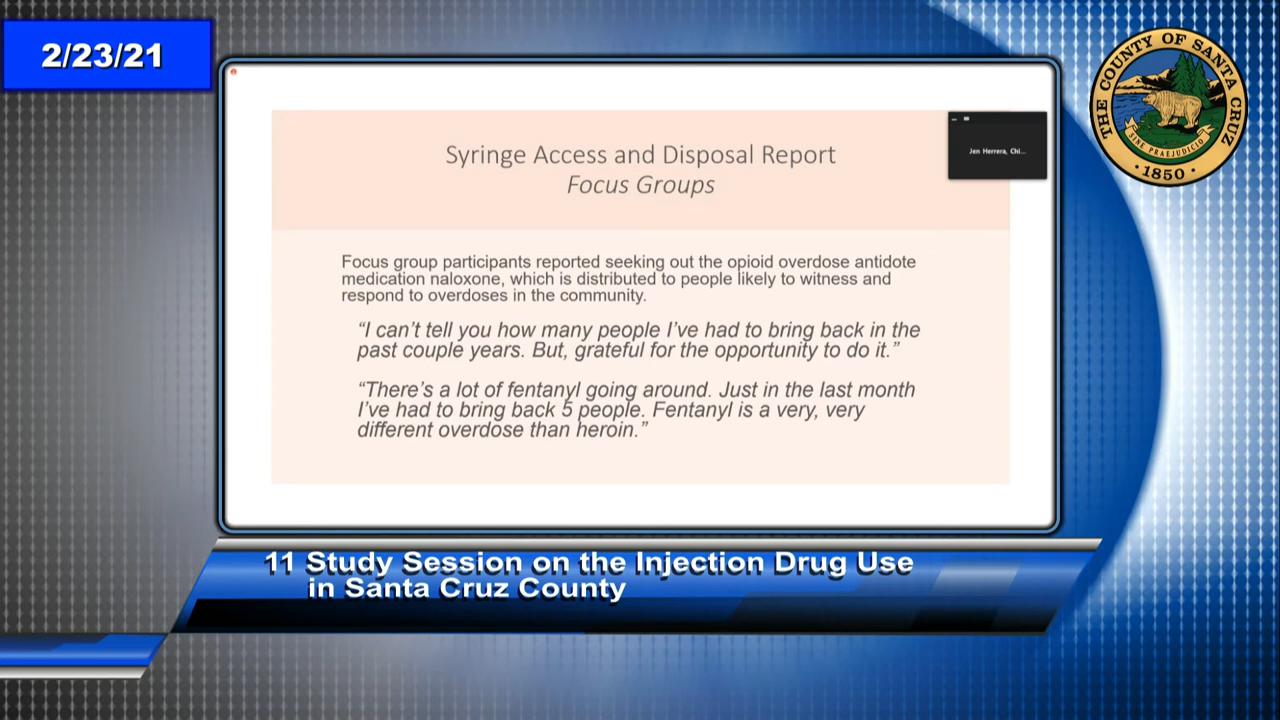 2/23/21
THE COUNTY OF SANTA CRUZ
SINE PRAEJUDICIO
• 1850 •
Jen Herrera, Chi...
Syringe Access and Disposal Report
Focus Groups
Focus group participants reported seeking out the opioid overdose antidote
medication naloxone, which is distributed to people likely to witness and
respond to overdoses in the community.
“I can’t tell you how many people I’ve had to bring back in the
past couple years. But, grateful for the opportunity to do it.”
“There’s a lot of fentanyl going around. Just in the last month
I’ve had to bring back 5 people. Fentanyl is a very, very
different overdose than heroin.”
11 Study Session on the Injection Drug Use
in Santa Cruz County